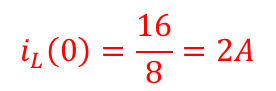 i_L(0) = 16/8 = 2A